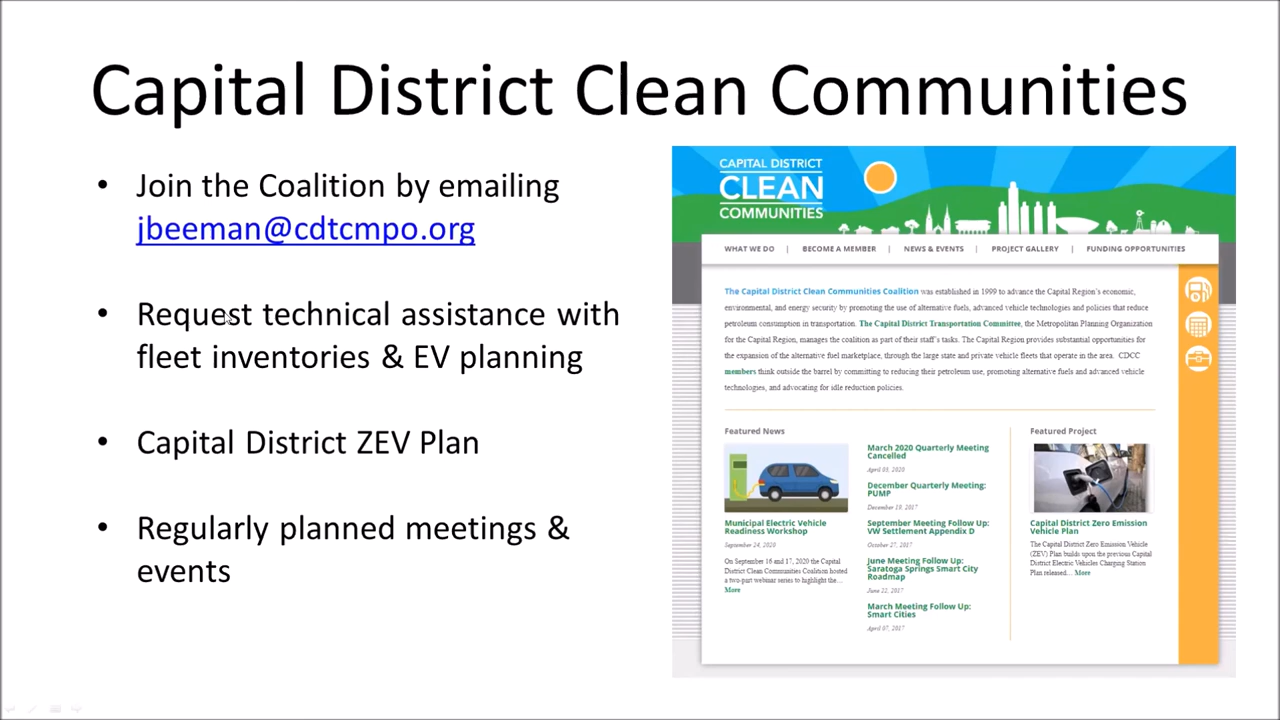 Capital District Clean Communities
• Join the Coalition by emailing
jbeeman@cdtcmpo.org
• Request technical assistance with
fleet inventories & EV planning
• Capital District ZEV Plan
• Regularly planned meetings &
events
CAPITAL DISTRICT
CLEAN
COMMUNITIES
WHAT WE DO | BECOME A MEMBER | NEWS & EVENTS | PROJECT GALLERY | FUNDING OPPORTUNITIES
The Capital District Clean Communities Coalition was established in 1999 to advance the Capital Region's economic,
environmental, and energy security by promoting the use of alternative fuels, advanced vehicle technologies and policies that reduce
petroleum consumption in transportation. The Capital District Transportation Committee, the Metropolitan Planning Organization
for the Capital Region, manages the coalition as part of their staff's tasks. The Capital Region provides substantial opportunities for
the expansion of the alternative fuel marketplace, through the large state and private vehicle fleets that operate in the area. CDCC
members think outside the barrel by committing to reducing their petroleum use, promoting alternative fuels and advanced vehicle
technologies, and advocating for idle reduction policies.
Featured News
Municipal Electric Vehicle
Readiness Workshop
September 24, 2020
On September 16 and 17, 2020 the Capital
District Clean Communities Coalition hosted
a two-part webinar series to highlight the...
More
March 2020 Quarterly Meeting
Cancelled
April 03, 2020
December Quarterly Meeting:
PUMP
December 19, 2017
September Meeting Follow Up:
VW Settlement Appendix D
October 27, 2017
June Meeting Follow Up:
Saratoga Springs Smart City
Roadmap
June 22, 2017
March Meeting Follow Up:
Smart Cities
April 07, 2017
Featured Project
Capital District Zero Emission
Vehicle Plan
The Capital District Zero Emission Vehicle
(ZEV) Plan builds upon the previous Capital
District Electric Vehicles Charging Station
Plan released... More